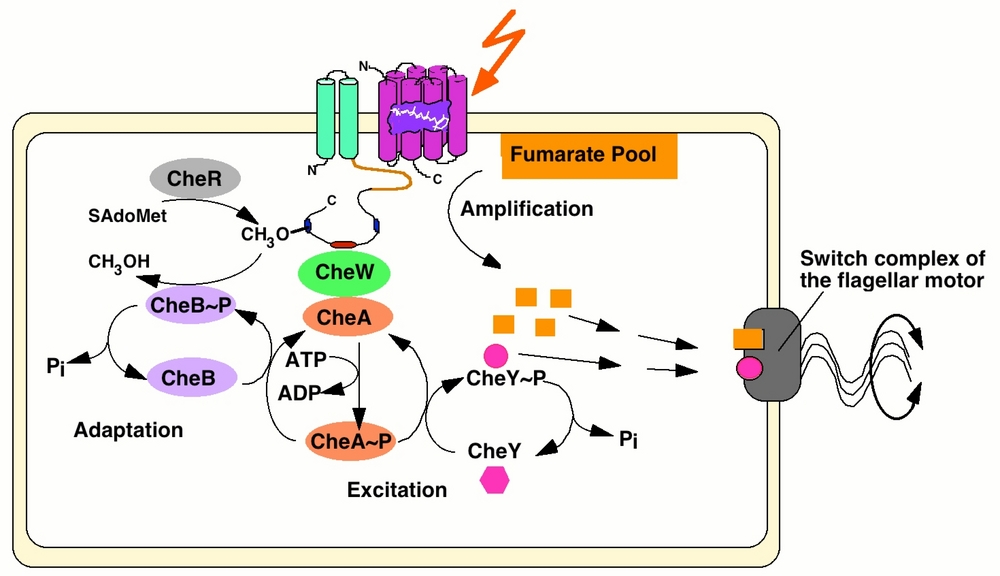 N
Fumarate Pool
N
C
CheR
C
SAdoMet
Amplification
CH3O
CH3OH
CheW
Switch complex of
the flagellar motor
CheB~P
CheA
ATP
Pi
CheB
ADP
CheY~P
Adaptation
CheA~P
CheY
Pi
Excitation